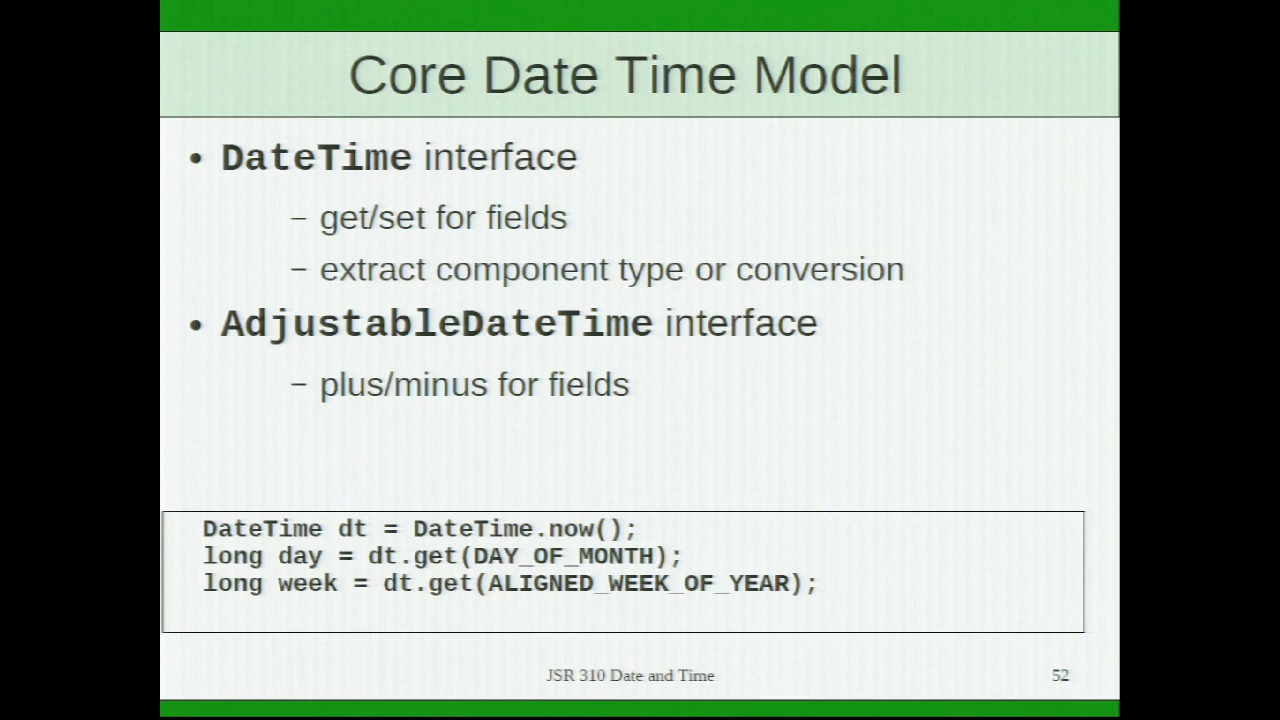 Core Date Time Model
• DateTime interface
– get/set for fields
– extract component type or conversion
• AdjustableDateTime interface
– plus/minus for fields
DateTime dt = DateTime.now();
long day = dt.get(DAY_OF_MONTH);
long week = dt.get(ALIGNED_WEEK_OF_YEAR);
JSR 310 Date and Time
52